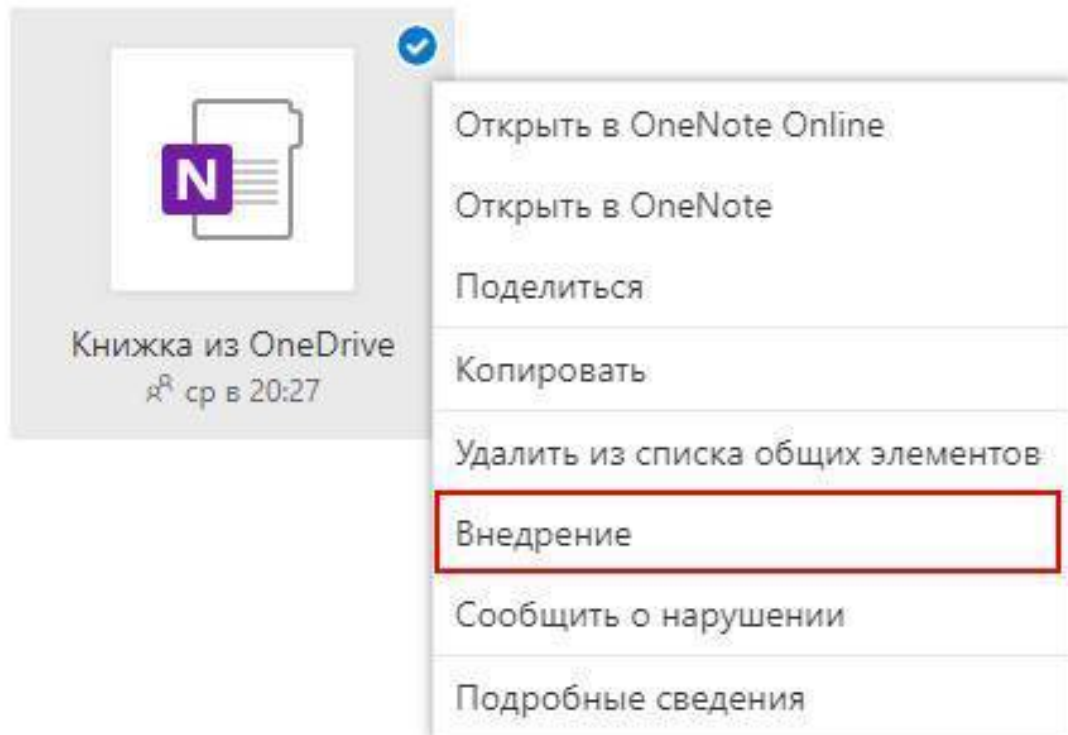 N
Книжка из OneDrive
ср в 20:27
Открыть в OneNote Online
Открыть в OneNote
Поделиться
Копировать
Удалить из списка общих элементов
Внедрение
Сообщить о нарушении
Подробные сведения